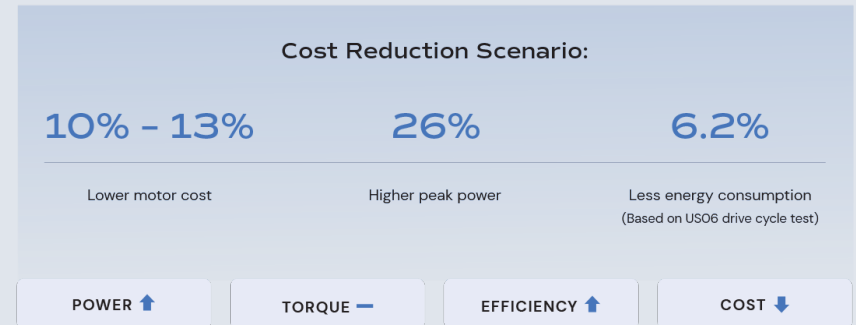 Cost Reduction Scenario:
10% – 13%
26%
6.2%
Lower motor cost
Higher peak power
Less energy consumption
(Based on US06 drive cycle test)
POWER
TORQUE
EFFICIENCY
COST